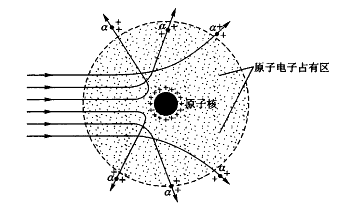 α α α
原子电子占有区
原子核
α α α